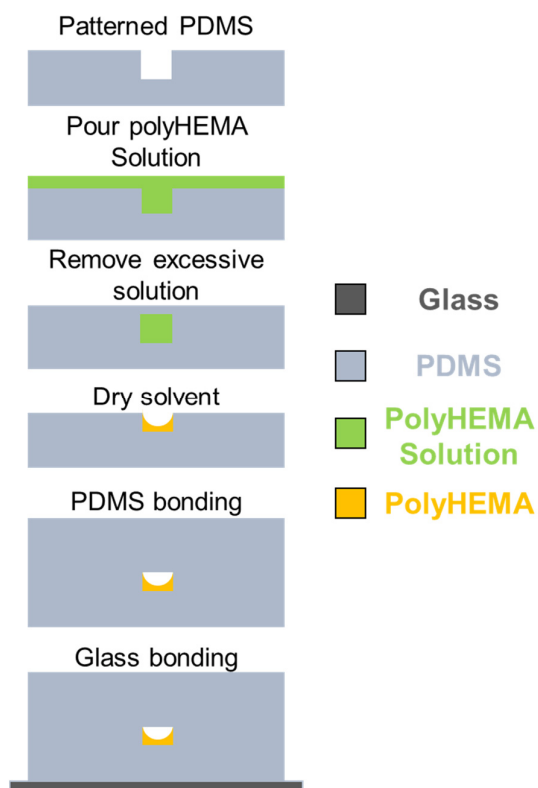 Patterned PDMS
Pour polyHEMA
Solution
Remove excessive
solution
Dry solvent
PDMS bonding
Glass bonding
Glass
PDMS
PolyHEMA
Solution
PolyHEMA